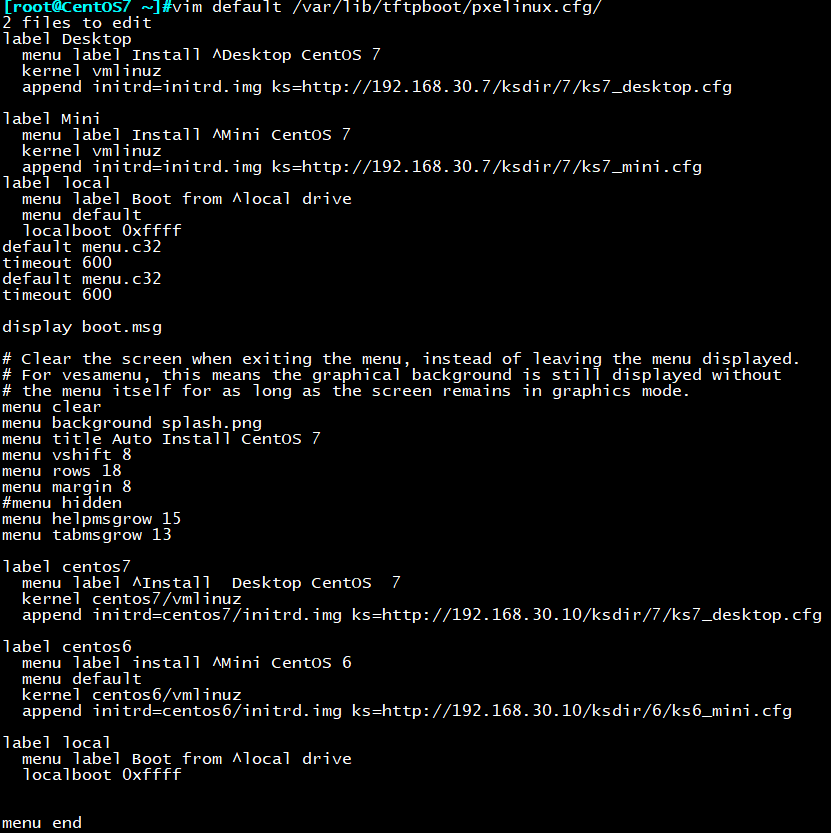 [root@CentOS7 ~]#vim default /var/lib/tftpboot/pxelinux.cfg/
2 files to edit
label Desktop
  menu label Install ^Desktop CentOS 7
  kernel vmlinuz
  append initrd=initrd.img ks=http://192.168.30.7/ksdir/7/ks7_desktop.cfg

label Mini
  menu label Install ^Mini CentOS 7
  kernel vmlinuz
  append initrd=initrd.img ks=http://192.168.30.7/ksdir/7/ks7_mini.cfg
label local
  menu label Boot from ^local drive
  menu default
  localboot 0xffff
default menu.c32
timeout 600
default menu.c32
timeout 600

display boot.msg

# Clear the screen when exiting the menu, instead of leaving the menu displayed.
# For vesamenu, this means the graphical background is still displayed without
# the menu itself for as long as the screen remains in graphics mode.
menu clear
menu background splash.png
menu title Auto Install CentOS 7
menu vshift 8
menu rows 18
menu margin 8
#menu hidden
menu helpmsgrow 15
menu tabmsgrow 13

label centos7
  menu label ^Install  Desktop CentOS  7
  kernel centos7/vmlinuz
  append initrd=centos7/initrd.img ks=http://192.168.30.10/ksdir/7/ks7_desktop.cfg

label centos6
  menu label install ^Mini CentOS 6
  menu default
  kernel centos6/vmlinuz
  append initrd=centos6/initrd.img ks=http://192.168.30.10/ksdir/6/ks6_mini.cfg

label local
  menu label Boot from ^local drive
  localboot 0xffff


menu end